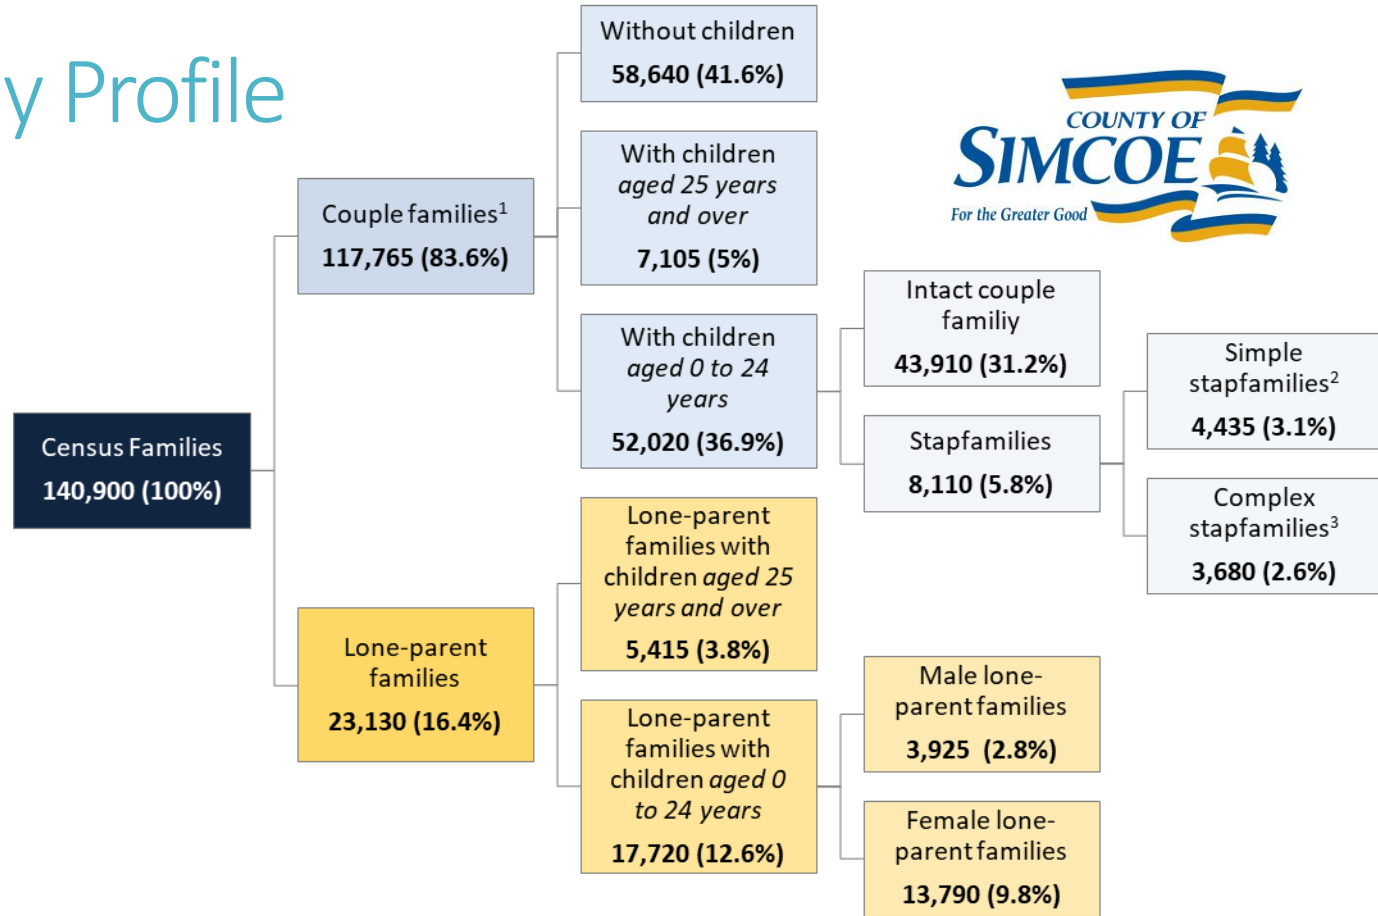 y Profile
Without children
58,640 (41.6%)
With children
aged 25 years
and over
7,105 (5%)
Couple families1
117,765 (83.6%)
With children
aged 0 to 24
years
52,020 (36.9%)
COUNTY OF
SIMCOE
For the Greater Good
Intact couple
familiy
43,910 (31.2%)
Stapfamilies
8,110 (5.8%)
Simple
stapfamilies2
4,435 (3.1%)
Complex
stapfamilies3
3,680 (2.6%)
Census Families
140,900 (100%)
Lone-parent
families
23,130 (16.4%)
Lone-parent
families with
children aged 25
years and over
5,415 (3.8%)
Lone-parent
families with
children aged 0
to 24 years
17,720 (12.6%)
Male lone-
parent families
3,925 (2.8%)
Female lone-
parent families
13,790 (9.8%)